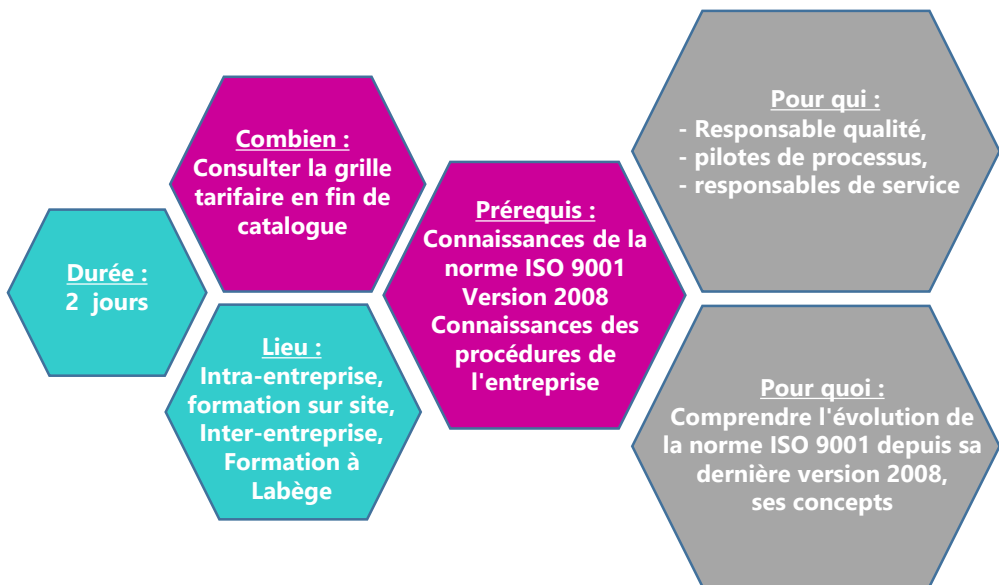 Durée :
2 jours
Combien :
Consulter la grille
tarifaire en fin de
catalogue
Lieu :
Intra-entreprise,
formation sur site,
Inter-entreprise,
Formation à
Labège
Prérequis :
Connaissances de la
norme ISO 9001
Version 2008
Connaissances des
procédures de
l'entreprise
Pour qui :
- Responsable qualité,
- pilotes de processus,
- responsables de service
Pour quoi :
Comprendre l'évolution de
la norme ISO 9001 depuis sa
dernière version 2008,
ses concepts